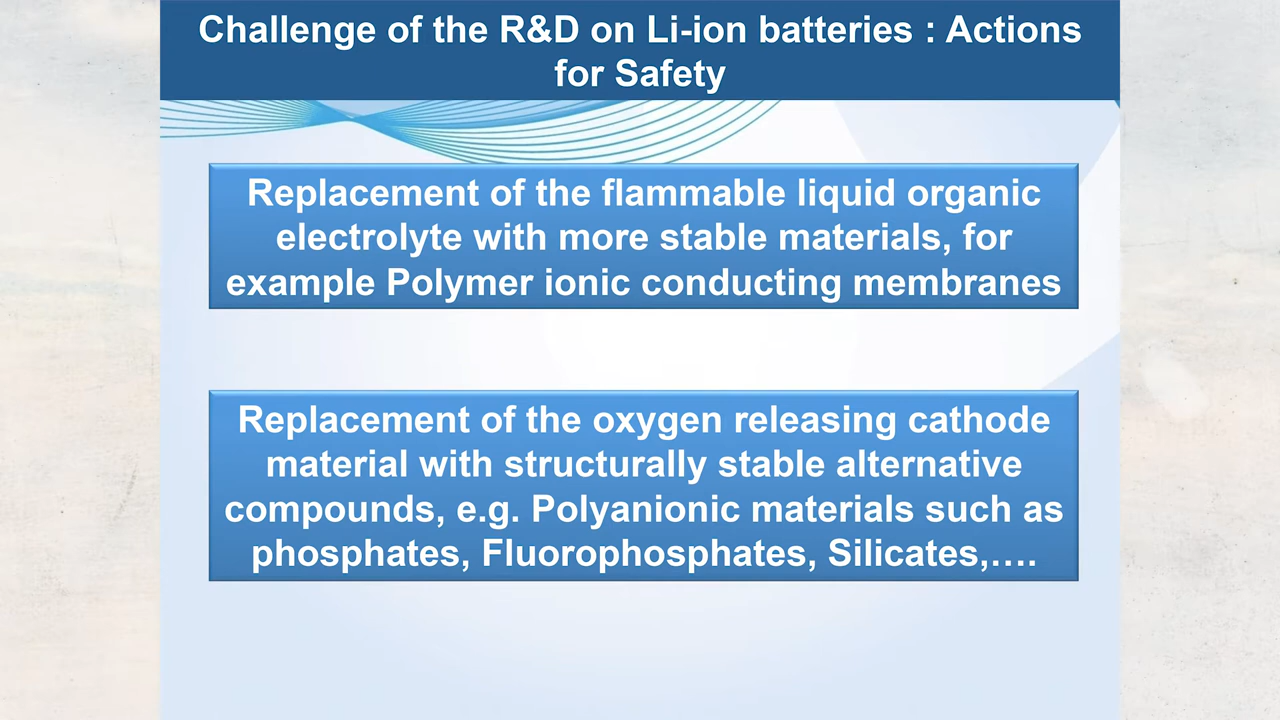 Challenge of the R&D on Li-ion batteries : Actions
for Safety
Replacement of the flammable liquid organic
electrolyte with more stable materials, for
example Polymer ionic conducting membranes
Replacement of the oxygen releasing cathode
material with structurally stable alternative
compounds, e.g. Polyanionic materials such as
phosphates, Fluorophosphates, Silicates,….